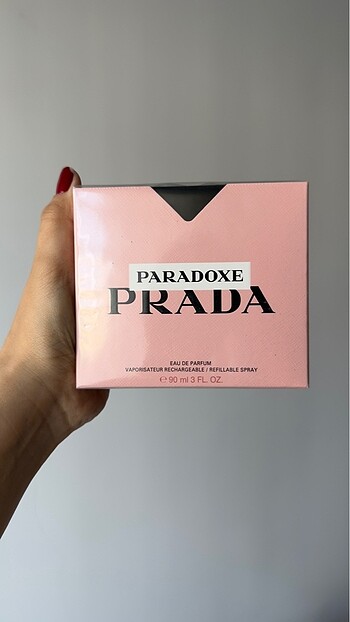 PARADOXE
PRADA
EAU DE PARFUM
VAPORISATEUR RECHARGEABLE / REFILLABLE SPRAY
℮ 90 ml 3 FL. OZ.